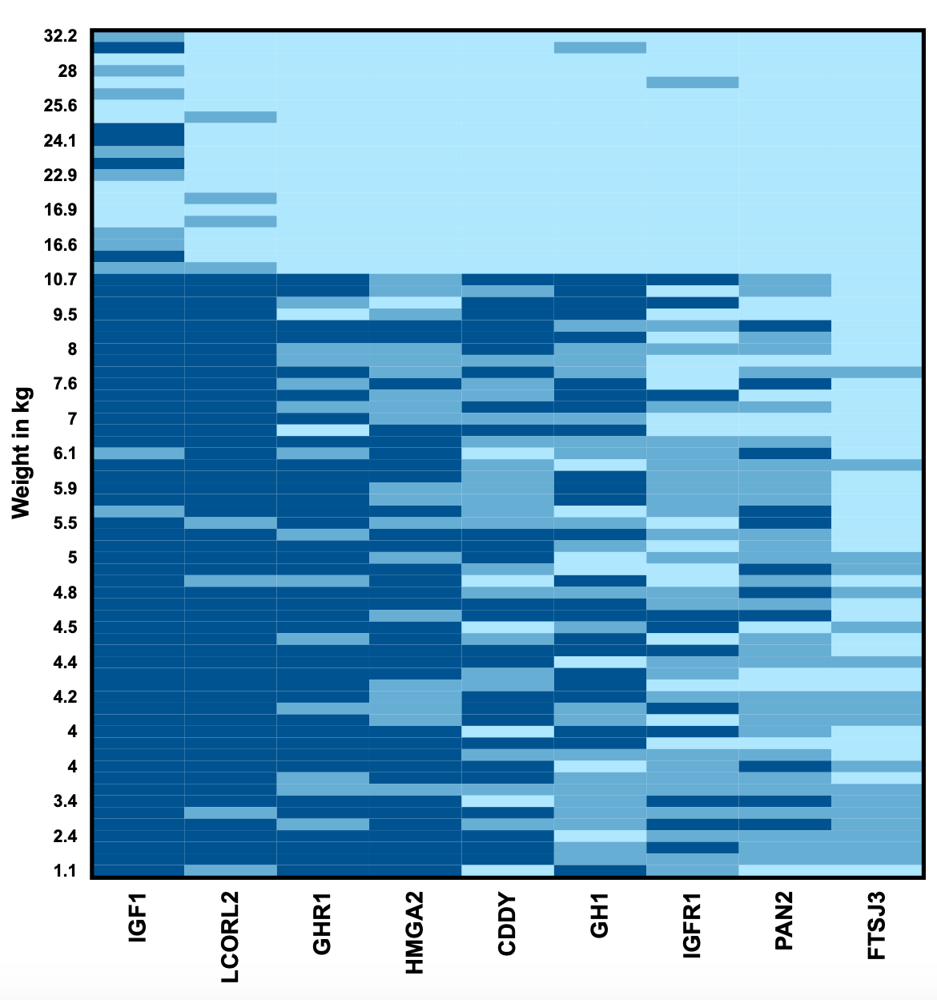 32.2
28
25.6
24.1
22.9
16.9
16.6
10.7
9.5
8
7.6
7
6.1
5.9
5.5
5
4.8
4.5
4.4
4.2
4
4
3.4
2.4
1.1
Weight in kg
IGF1
LCORL2
GHR1
HMGA2
CDDY
GH1
IGFR1
PAN2
FTSJ3